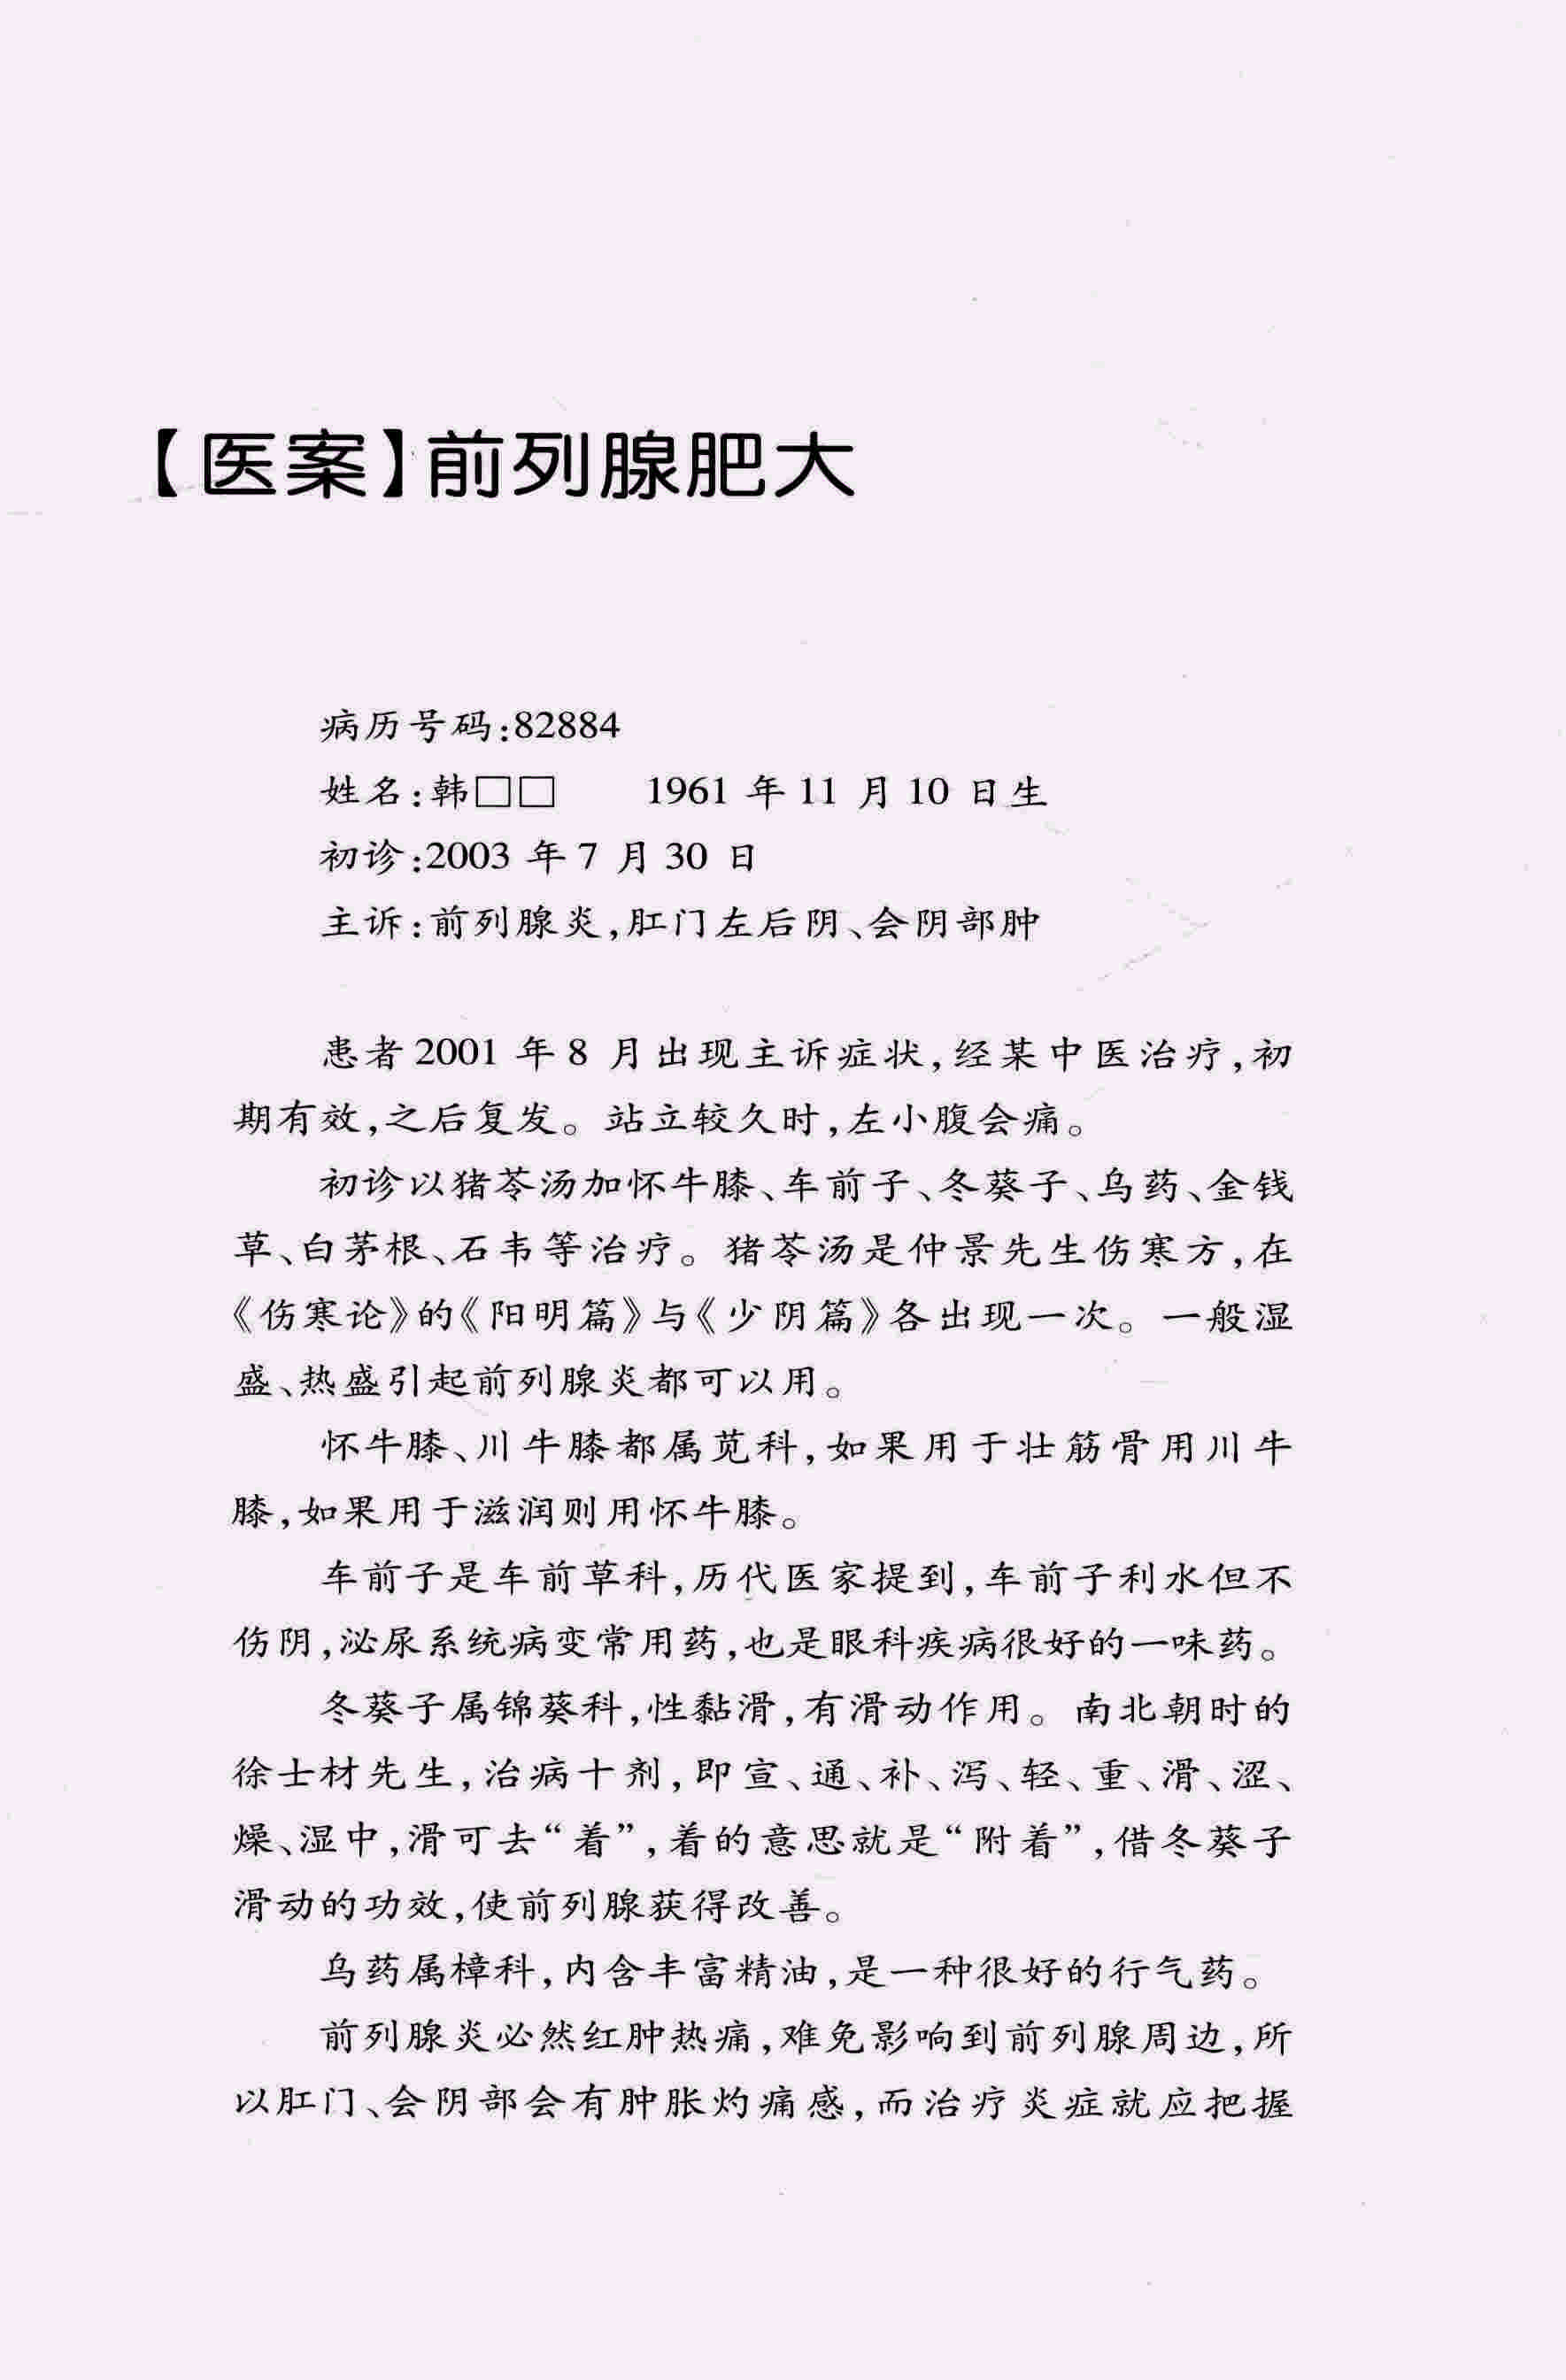 【医案】前列腺肥大
病历号码:82884
姓名:韩□□ 1961 年 11 月 10 日生
初诊:2003 年 7 月 30 日
主诉:前列腺炎,肛门左后阴、会阴部肿
患者 2001 年 8 月出现主诉症状,经某中医治疗,初
期有效,之后复发。站立较久时,左小腹会痛。
初诊以猪苓汤加怀牛膝、车前子、冬葵子、乌药、金钱
草、白茅根、石韦等治疗。猪苓汤是仲景先生伤寒方,在
《伤寒论》的《阳明篇》与《少阴篇》各出现一次。一般湿
盛、热盛引起前列腺炎都可以用。
怀牛膝、川牛膝都属苋科,如果用于壮筋骨用川牛
膝,如果用于滋润则用怀牛膝。
车前子是车前草科,历代医家提到,车前子利水但不
伤阴,泌尿系统病变常用药,也是眼科疾病很好的一味药。
冬葵子属锦葵科,性黏滑,有滑动作用。南北朝时的
徐士材先生,治病十剂,即宣、通、补、泻、轻、重、滑、涩、
燥、湿中,滑可去“着”,着的意思就是“附着”,借冬葵子
滑动的功效,使前列腺获得改善。
乌药属樟科,内含丰富精油,是一种很好的行气药。
前列腺炎必然红肿热痛,难免影响到前列腺周边,所
以肛门、会阴部会有肿胀灼痛感,而治疗炎症就应把握